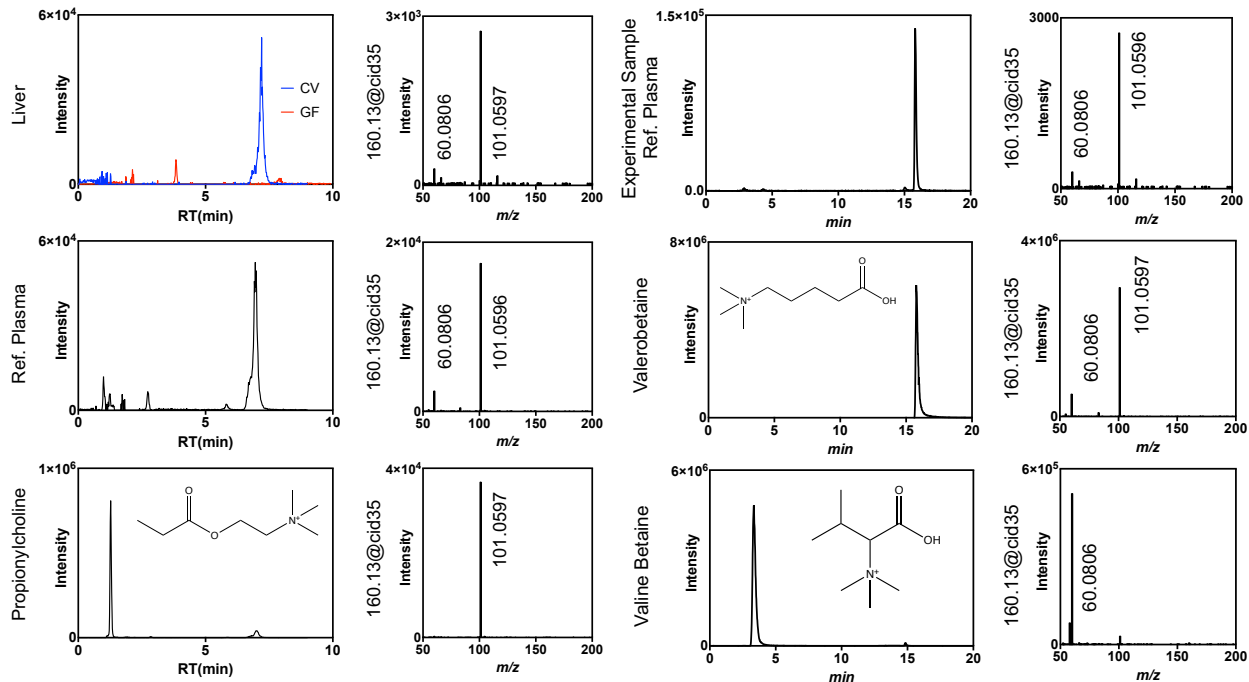 Liver
Intensity
6×10⁴
0
0
5
10
RT(min)
CV
GF
160.13@cid35
3×10³
0
60.0806
101.0597
50
100
150
200
m/z
Experimental Sample
Ref. Plasma
Intensity
1.5×10⁵
0.0
0
5
10
15
20
min
160.13@cid35
3000
0
60.0806
101.0596
50
100
150
200
m/z
Ref. Plasma
Intensity
6×10⁴
0
0
5
10
RT(min)
160.13@cid35
2×10⁴
0
60.0806
101.0596
50
100
150
200
m/z
Valerobetaine
Intensity
8×10⁶
0
0
5
10
15
20
min
N⁺
O
OH
160.13@cid35
4×10⁶
0
60.0806
101.0597
50
100
150
200
m/z
Propionylcholine
Intensity
1×10⁶
0
0
5
10
RT(min)
O
O
N⁺
160.13@cid35
4×10⁴
0
101.0597
50
100
150
200
m/z
Valine Betaine
Intensity
6×10⁶
0
0
5
10
15
20
min
O
OH
N⁺
160.13@cid35
6×10⁵
0
60.0806
50
100
150
200
m/z